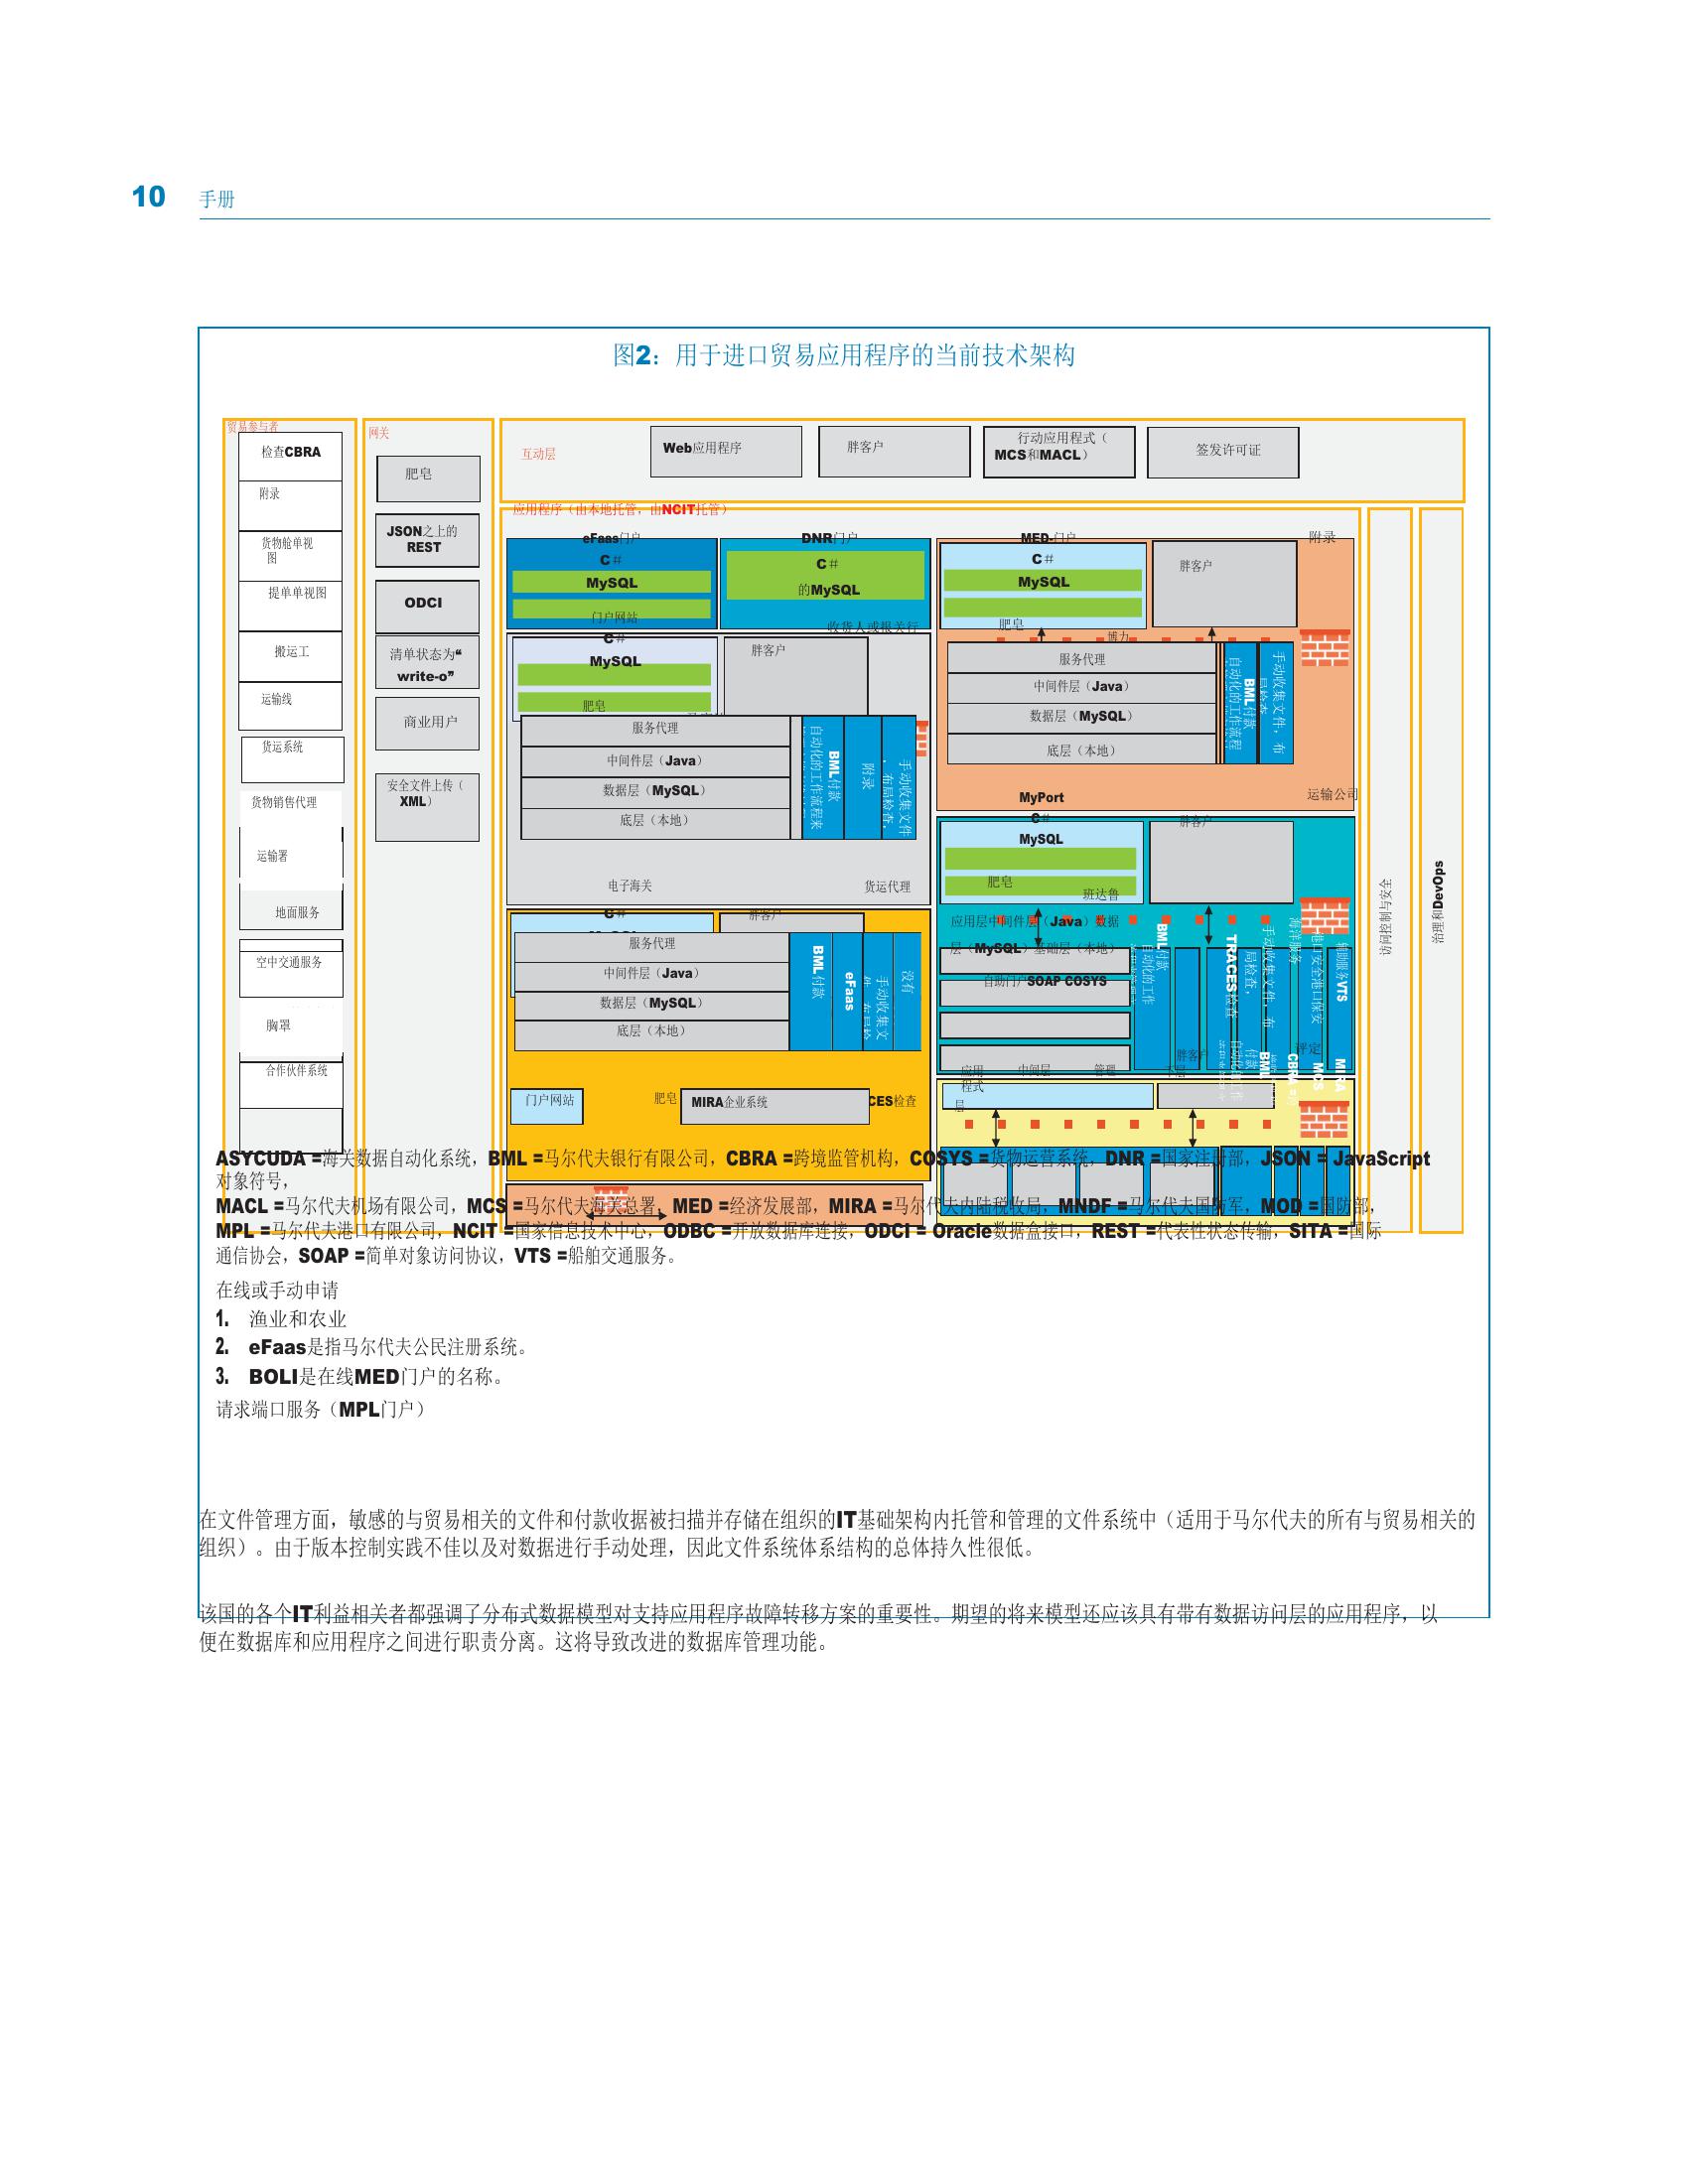 10
手册
图2：用于进口贸易应用程序的当前技术架构
贸易参与者
检查CBRA
附录
货物舱单视
图
提单单视图
搬运工
运输线
货运系统
货物销售代理
运输署
地面服务
空中交通服务
胸罩
合作伙伴系统
网关
肥皂
JSON之上的
REST
ODCI
清单状态为“
write-o”
商业用户
安全文件上传（
XML）
互动层
Web应用程序
胖客户
行动应用程式（
MCS和MACL）
签发许可证
应用程序（由本地托管，由NCIT托管）
eFaas门户
C＃
MySQL
门户网站
DNR门户
C＃
的MySQL
收货人或报关行
C＃
MySQL
肥皂
胖客户
服务代理
中间件层（Java）
数据层（MySQL）
底层（本地）
自动化的工作流程来
BML付款
附录
手动收集文件
，布局检查，
电子海关
货运代理
C＃
胖客户
服务代理
中间件层（Java）
数据层（MySQL）
底层（本地）
BML付款
eFaas
手动收集文
没有
门户网站
肥皂
MIRA企业系统
CES检查
MED-门户
附录
C＃
MySQL
胖客户
肥皂
博力
服务代理
中间件层（Java）
数据层（MySQL）
底层（本地）
自动化的工作流程
BML付款
手动收集文件，布
局检查
MyPort
运输公司
C＃
MySQL
胖客户
肥皂
班达鲁
应用层中间件层（Java）数据
层（MySQL）基础层（本地）
自助门户SOAP COSYS
BML付款
自动化的工作
TRACES检查
手动收集文件，布
局检查，
海洋服务
港口安全港口保安
辅助服务VTS
评定
胖客户
付款
BML
CBRA
MCS
MIRA
应用
程式
层
中间层
管理
下层
访问控制与安全
治理和DevOps
ASYCUDA =海关数据自动化系统，BML =马尔代夫银行有限公司，CBRA =跨境监管机构，COSYS =货物运营系统，DNR =国家注册部，JSON = JavaScript
对象符号，
MACL =马尔代夫机场有限公司，MCS =马尔代夫海关总署，MED =经济发展部，MIRA =马尔代夫内陆税收局，MNDF =马尔代夫国防军，MOD =国防部，
MPL =马尔代夫港口有限公司，NCIT =国家信息技术中心，ODBC =开放数据库连接，ODCI = Oracle数据盒接口，REST =代表性状态传输，SITA =国际
通信协会，SOAP =简单对象访问协议，VTS =船舶交通服务。
在线或手动申请
1. 渔业和农业
2. eFaas是指马尔代夫公民注册系统。
3. BOLI是在线MED门户的名称。
请求端口服务（MPL门户）
在文件管理方面，敏感的与贸易相关的文件和付款收据被扫描并存储在组织的IT基础架构内托管和管理的文件系统中（适用于马尔代夫的所有与贸易相关的
组织）。由于版本控制实践不佳以及对数据进行手动处理，因此文件系统体系结构的总体持久性很低。
该国的各个IT利益相关者都强调了分布式数据模型对支持应用程序故障转移方案的重要性。期望的将来模型还应该具有带有数据访问层的应用程序，以
便在数据库和应用程序之间进行职责分离。这将导致改进的数据库管理功能。